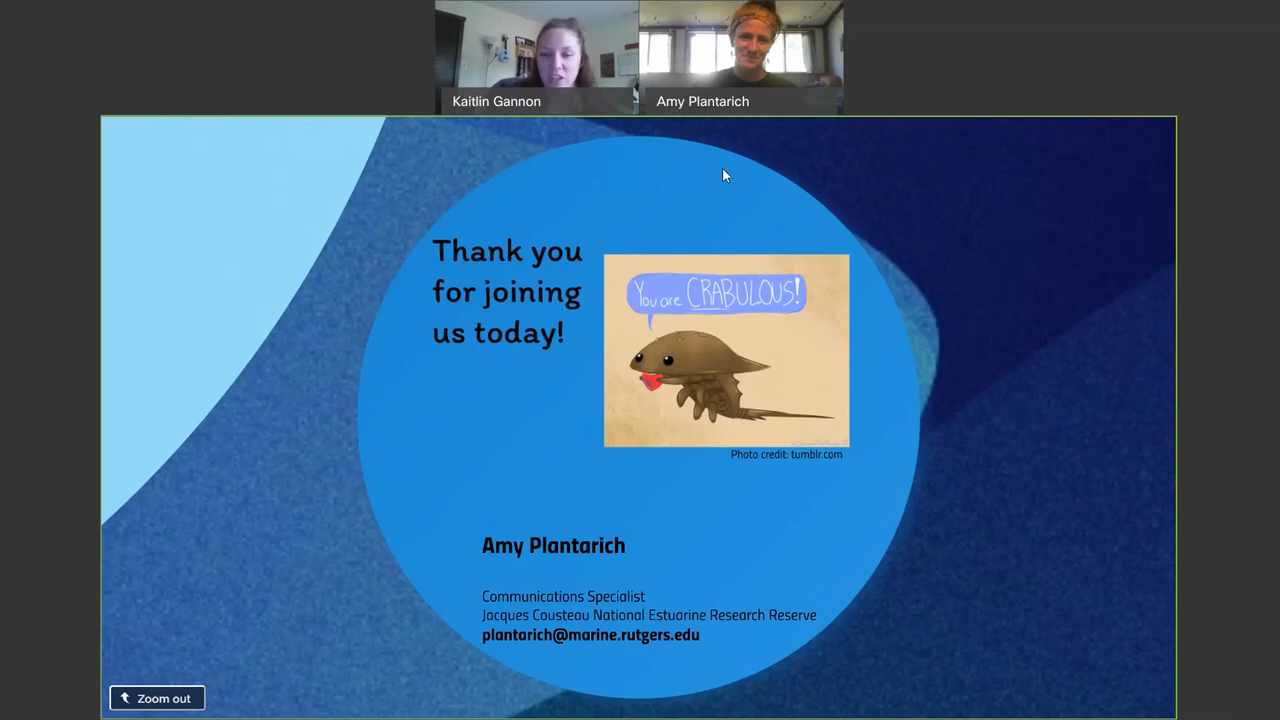 Kaitlin Gannon
Amy Plantarich
Thank you
for joining
us today!
You are CRABULOUS!
Photo credit: tumblr.com
Amy Plantarich
Communications Specialist
Jacques Cousteau National Estuarine Research Reserve
plantarich@marine.rutgers.edu
Zoom out